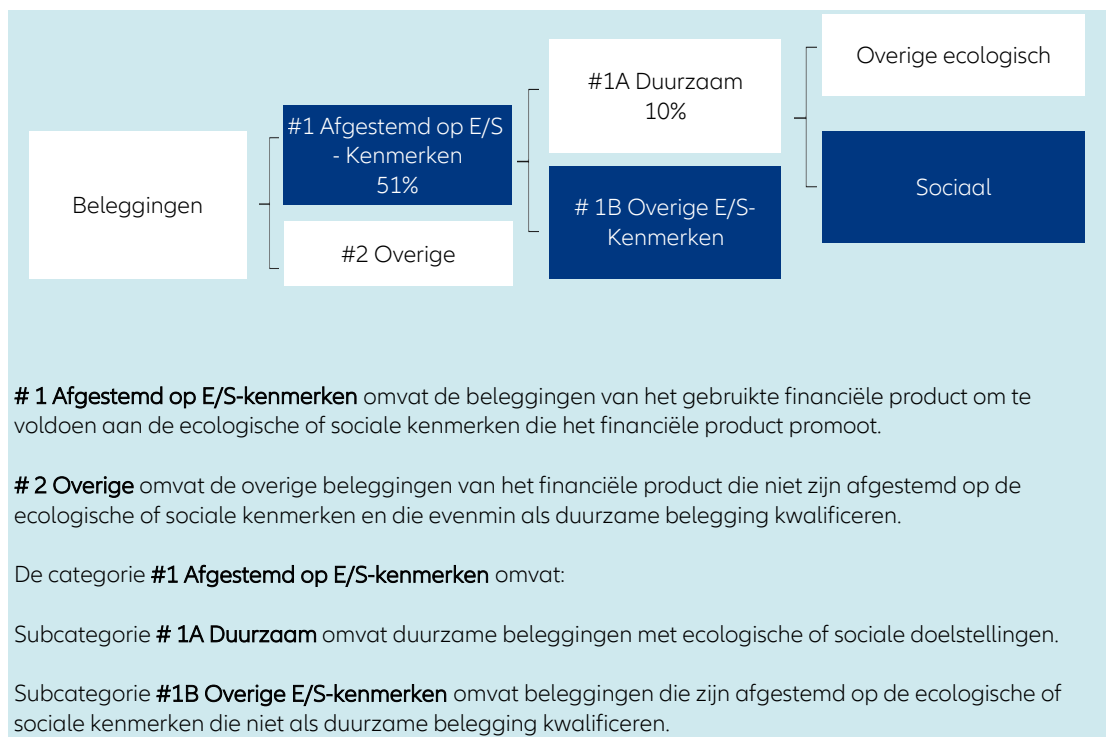 Beleggingen
#1 Afgestemd op E/S
- Kenmerken
51%
#2 Overige
#1A Duurzaam
10%
# 1B Overige E/S-
Kenmerken
Overige ecologisch
Sociaal
# 1 Afgestemd op E/S-kenmerken omvat de beleggingen van het gebruikte financiële product om te
voldoen aan de ecologische of sociale kenmerken die het financiële product promoot.
# 2 Overige omvat de overige beleggingen van het financiële product die niet zijn afgestemd op de
ecologische of sociale kenmerken en die evenmin als duurzame belegging kwalificeren.
De categorie #1 Afgestemd op E/S-kenmerken omvat:
Subcategorie # 1A Duurzaam omvat duurzame beleggingen met ecologische of sociale doelstellingen.
Subcategorie #1B Overige E/S-kenmerken omvat beleggingen die zijn afgestemd op de ecologische of
sociale kenmerken die niet als duurzame belegging kwalificeren.